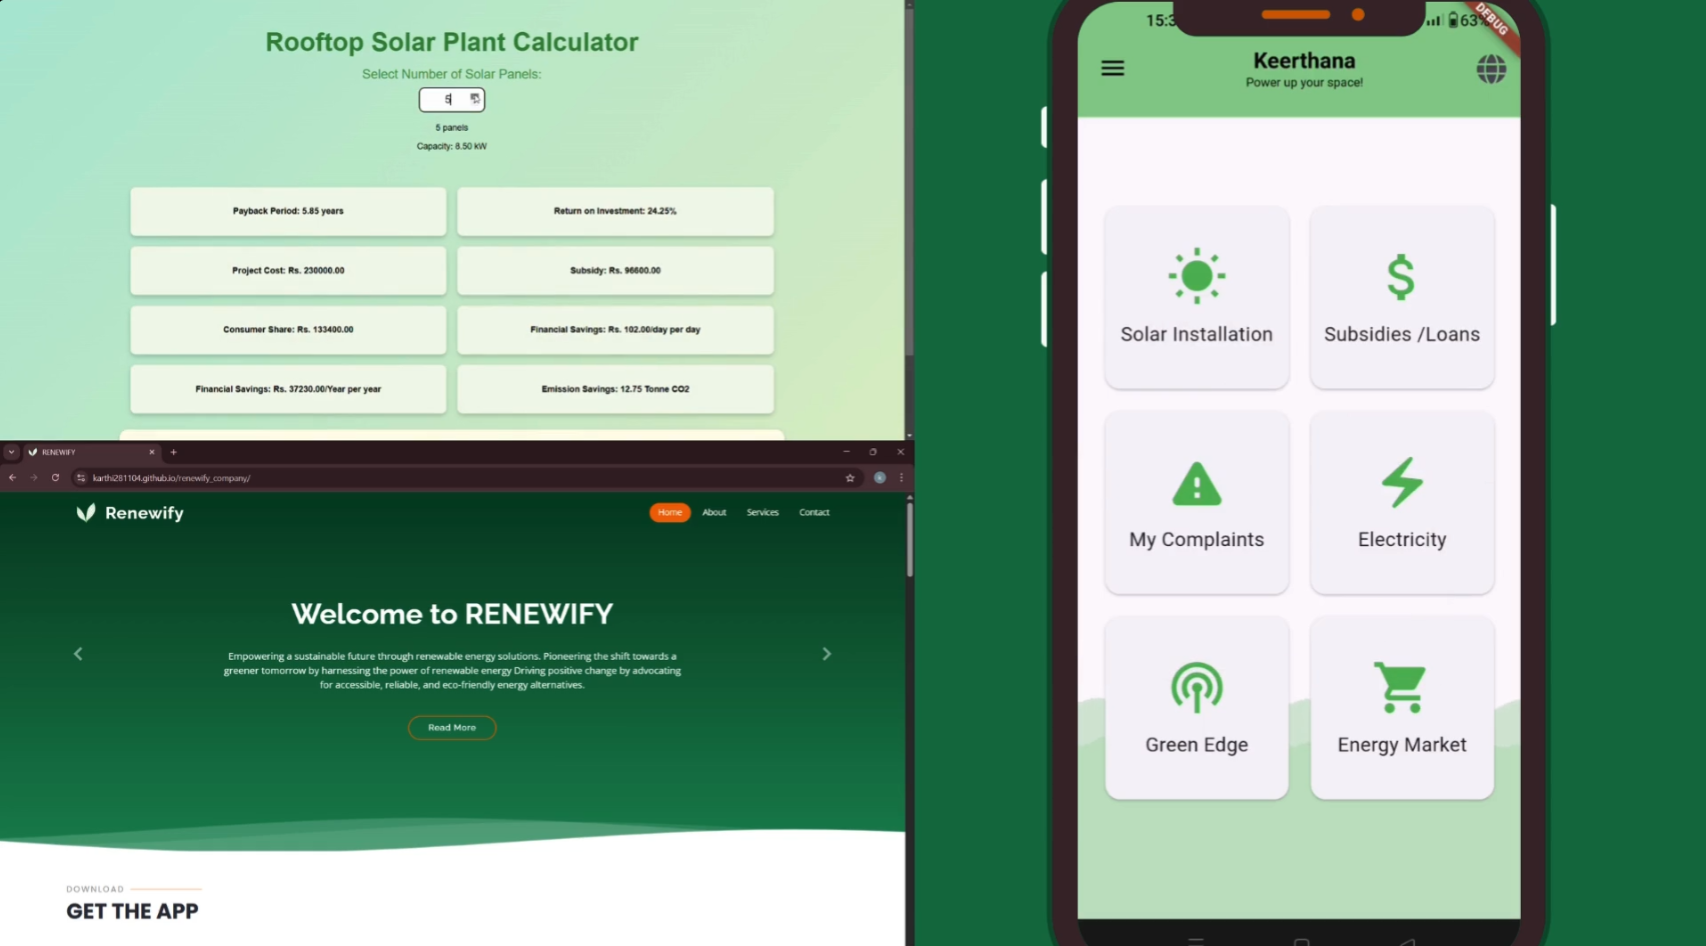 Rooftop Solar Plant Calculator
Select Number of Solar Panels:
5
5 panels
Capacity: 8.50 kW
Payback Period: 5.85 years
Return on Investment: 24.25%
Project Cost: Rs. 230000.00
Subsidy: Rs. 96600.00
Consumer Share: Rs. 133400.00
Financial Savings: Rs. 102.00/day per day
Financial Savings: Rs. 37230.00/Year per year
Emission Savings: 12.75 Tonne CO2
RENEWIFY
karthi281104.github.io/renewify_company/
Renewify
Home About Services Contact
Welcome to RENEWIFY
Empowering a sustainable future through renewable energy solutions. Pioneering the shift towards a
greener tomorrow by harnessing the power of renewable energy Driving positive change by advocating
for accessible, reliable, and eco-friendly energy alternatives.
Read More
DOWNLOAD
GET THE APP
63%
DEBUG
Keerthana
Power up your space!
Solar Installation
Subsidies /Loans
My Complaints
Electricity
Green Edge
Energy Market